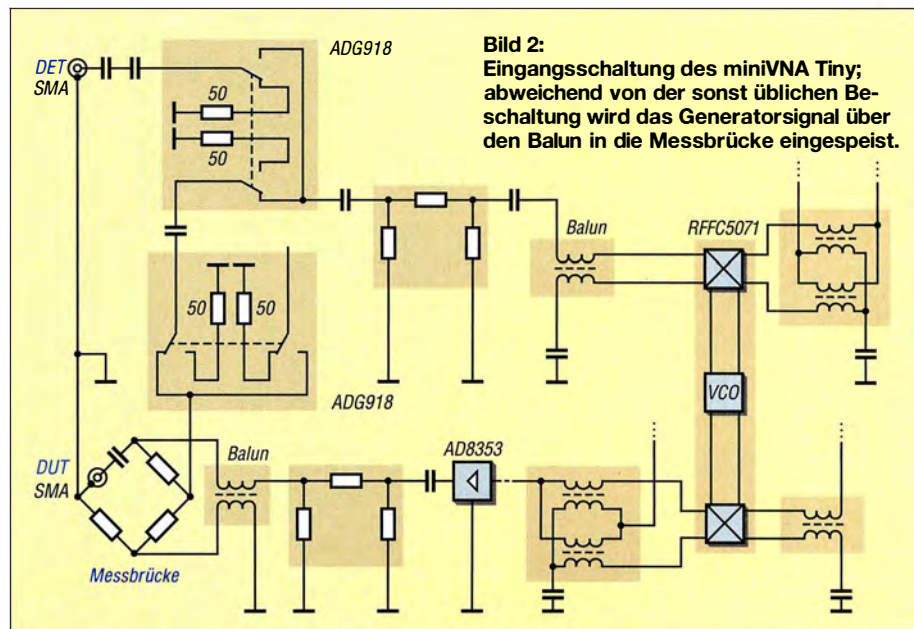 ADG918
DET
SMA
50
50
Bild 2:
Eingangsschaltung des miniVNA Tiny;
abweichend von der sonst üblichen Be-
schaltung wird das Generatorsignal über
den Balun in die Messbrücke eingespeist.
Balun
RFFC5071
50
50
ADG918
VCO
DUT
SMA
Balun
AD8353
Messbrücke